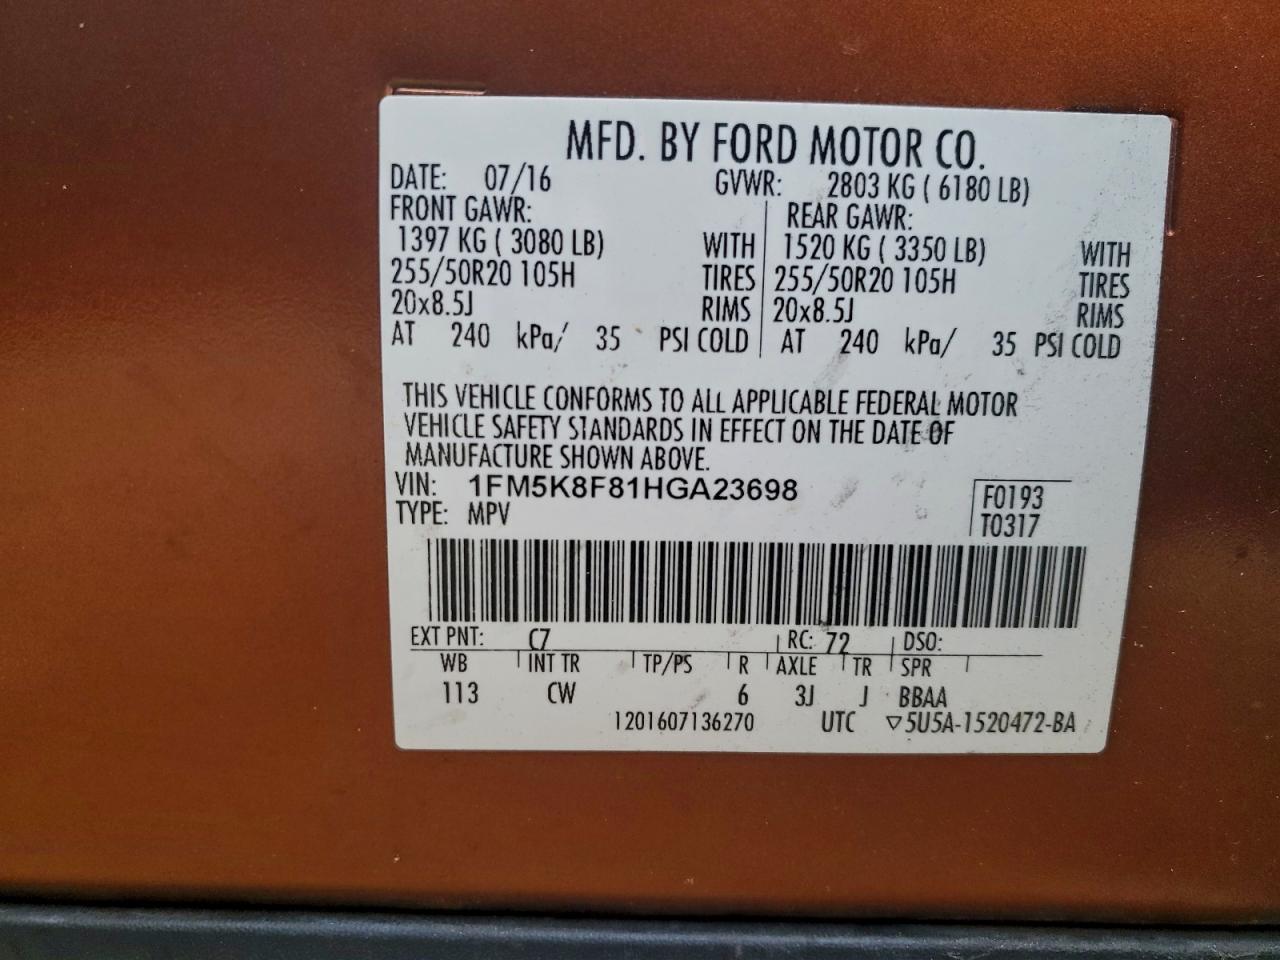 MFD. BY FORD MOTOR CO.
DATE: 07/16 GVWR: 2803 KG ( 6180 LB)
FRONT GAWR: REAR GAWR:
1397 KG ( 3080 LB) WITH 1520 KG ( 3350 LB) WITH
255/50R20 105H TIRES 255/50R20 105H TIRES
20x8.5J RIMS 20x8.5J RIMS
AT 240 kPa/ 35 PSI COLD AT 240 kPa/ 35 PSI COLD
THIS VEHICLE CONFORMS TO ALL APPLICABLE FEDERAL MOTOR
VEHICLE SAFETY STANDARDS IN EFFECT ON THE DATE OF
MANUFACTURE SHOWN ABOVE.
VIN: 1FM5K8F81HGA23698 F0193
TYPE: MPV T0317
EXT PNT: C7 RC: 72 DSO:
WB INT TR TP/PS R AXLE TR SPR
113 CW 6 3J J BBAA
1201607136270 UTC ▽5U5A-1520472-BA